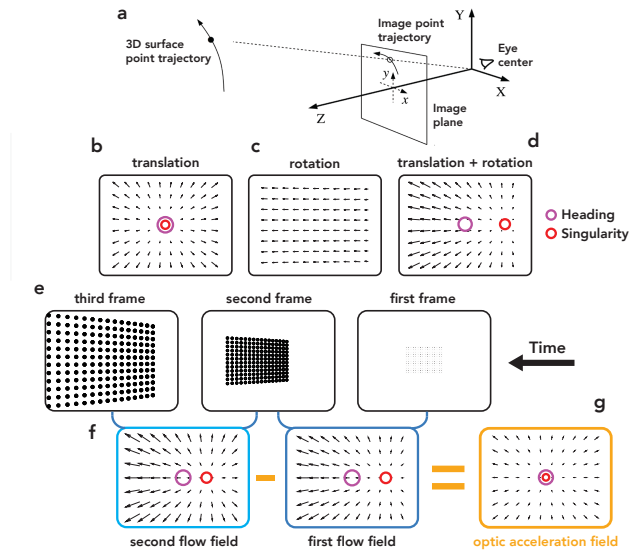 a
3D surface
point trajectory
Image point
trajectory
Y
Eye
center
X
y
x
Z
Image
plane
b
translation
c
rotation
d
translation + rotation
Heading
Singularity
e
third frame
second frame
first frame
Time
f
g
second flow field
first flow field
optic acceleration field